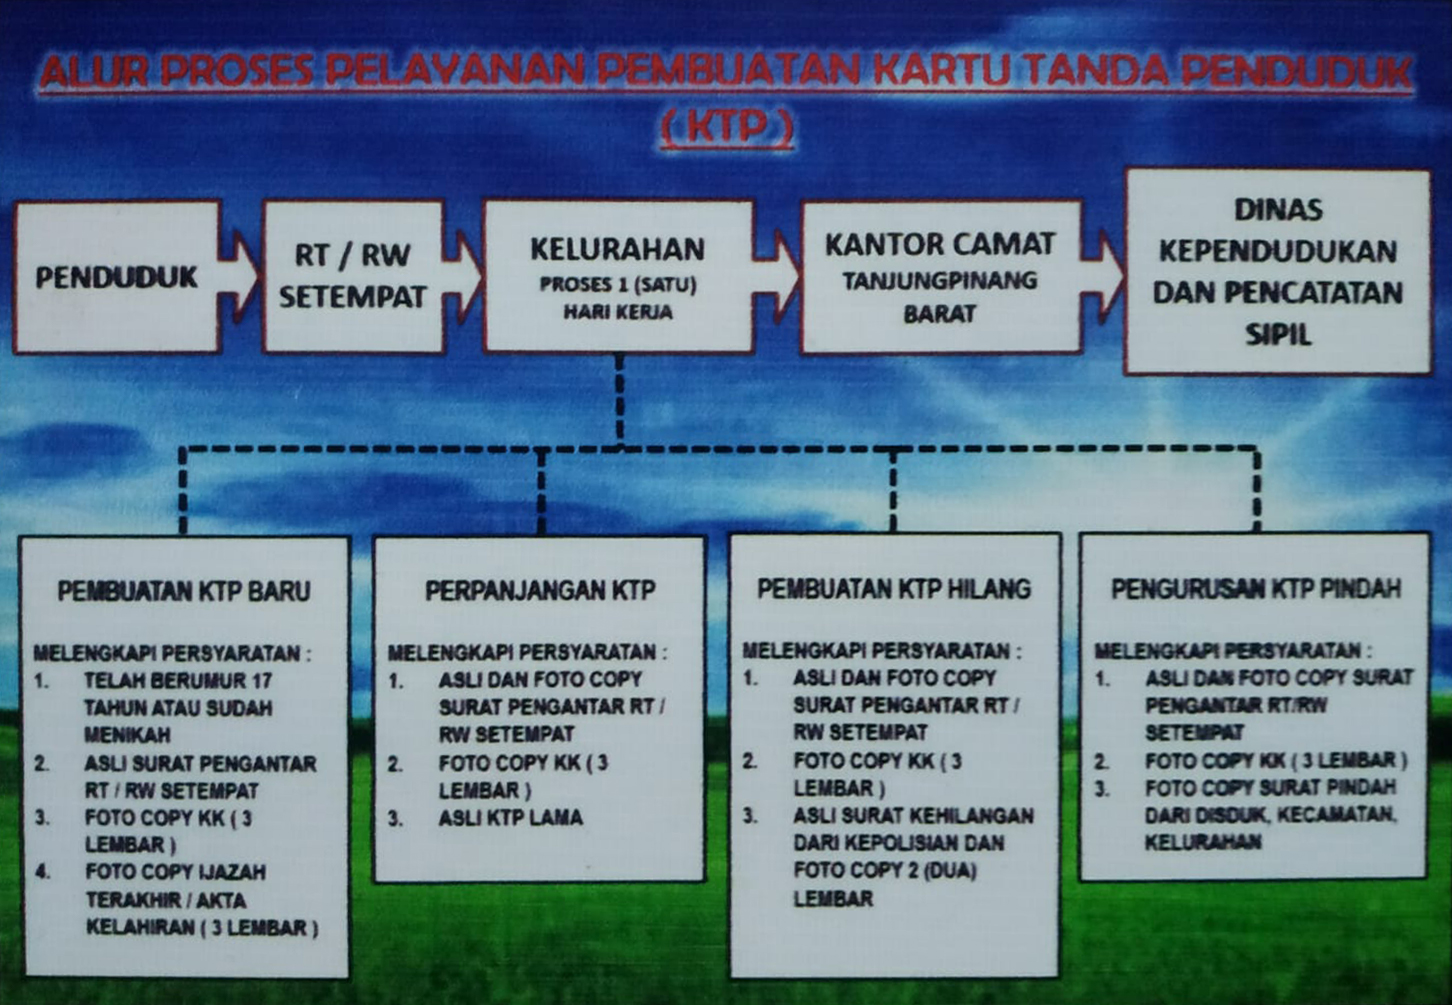 ALUR PROSES PELAYANAN PEMBUATAN KARTU TANDA PENDUDUK
( KTP )
PENDUDUK
RT / RW
SETEMPAT
KELURAHAN
PROSES 1 (SATU)
HARI KERJA
KANTOR CAMAT
TANJUNGPINANG
BARAT
DINAS
KEPENDUDUKAN
DAN PENCATATAN
SIPIL
PEMBUATAN KTP BARU
MELENGKAPI PERSYARATAN :
1. TELAH BERUMUR 17
TAHUN ATAU SUDAH
MENIKAH
2. ASLI SURAT PENGANTAR
RT / RW SETEMPAT
3. FOTO COPY KK ( 3
LEMBAR )
4. FOTO COPY IJAZAH
TERAKHIR / AKTA
KELAHIRAN ( 3 LEMBAR )
PERPANJANGAN KTP
MELENGKAPI PERSYARATAN :
1. ASLI DAN FOTO COPY
SURAT PENGANTAR RT /
RW SETEMPAT
2. FOTO COPY KK ( 3
LEMBAR )
3. ASLI KTP LAMA
PEMBUATAN KTP HILANG
MELENGKAPI PERSYARATAN :
1. ASLI DAN FOTO COPY
SURAT PENGANTAR RT /
RW SETEMPAT
2. FOTO COPY KK ( 3
LEMBAR )
3. ASLI SURAT KEHILANGAN
DARI KEPOLISIAN DAN
FOTO COPY 2 (DUA)
LEMBAR
PENGURUSAN KTP PINDAH
MELENGKAPI PERSYARATAN :
1. ASLI DAN FOTO COPY SURAT
PENGANTAR RT/RW
SETEMPAT
2. FOTO COPY KK ( 3 LEMBAR )
3. FOTO COPY SURAT PINDAH
DARI DISDUK, KECAMATAN,
KELURAHAN